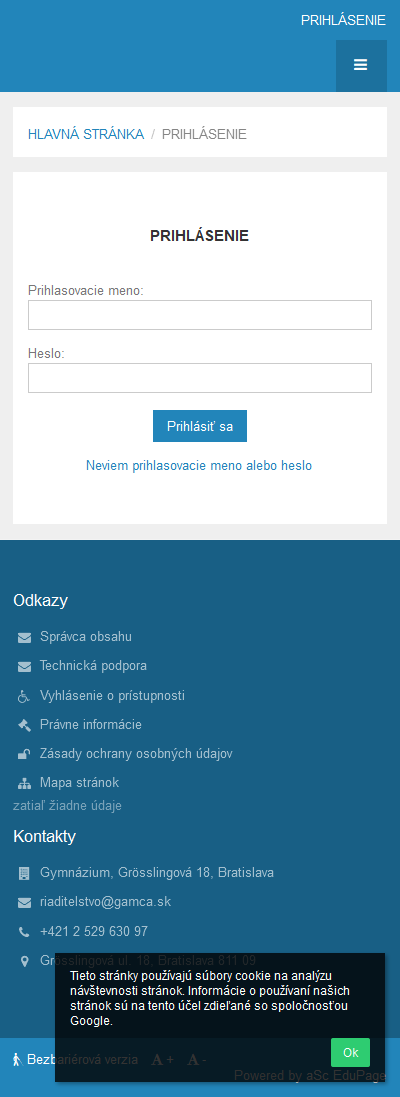 PRIHLÁSENIE
HLAVNÁ STRÁNKA / PRIHLÁSENIE
PRIHLÁSENIE
Prihlasovacie meno:
Heslo:
Prihlásiť sa
Neviem prihlasovacie meno alebo heslo
Odkazy
Správca obsahu
Technická podpora
Vyhlásenie o prístupnosti
Právne informácie
Zásady ochrany osobných údajov
Mapa stránok
zatiaľ žiadne údaje
Kontakty
Gymnázium, Grösslingová 18, Bratislava
riaditelstvo@gamca.sk
+421 2 529 630 97
Grösslingová ul. 18, Bratislava 811 09
Tieto stránky používajú súbory cookie na analýzu
návštevnosti stránok. Informácie o používaní našich
stránok sú na tento účel zdieľané so spoločnosťou
Google.
Ok
Bezbariérová verzia A + A -
Powered by aSc EduPage